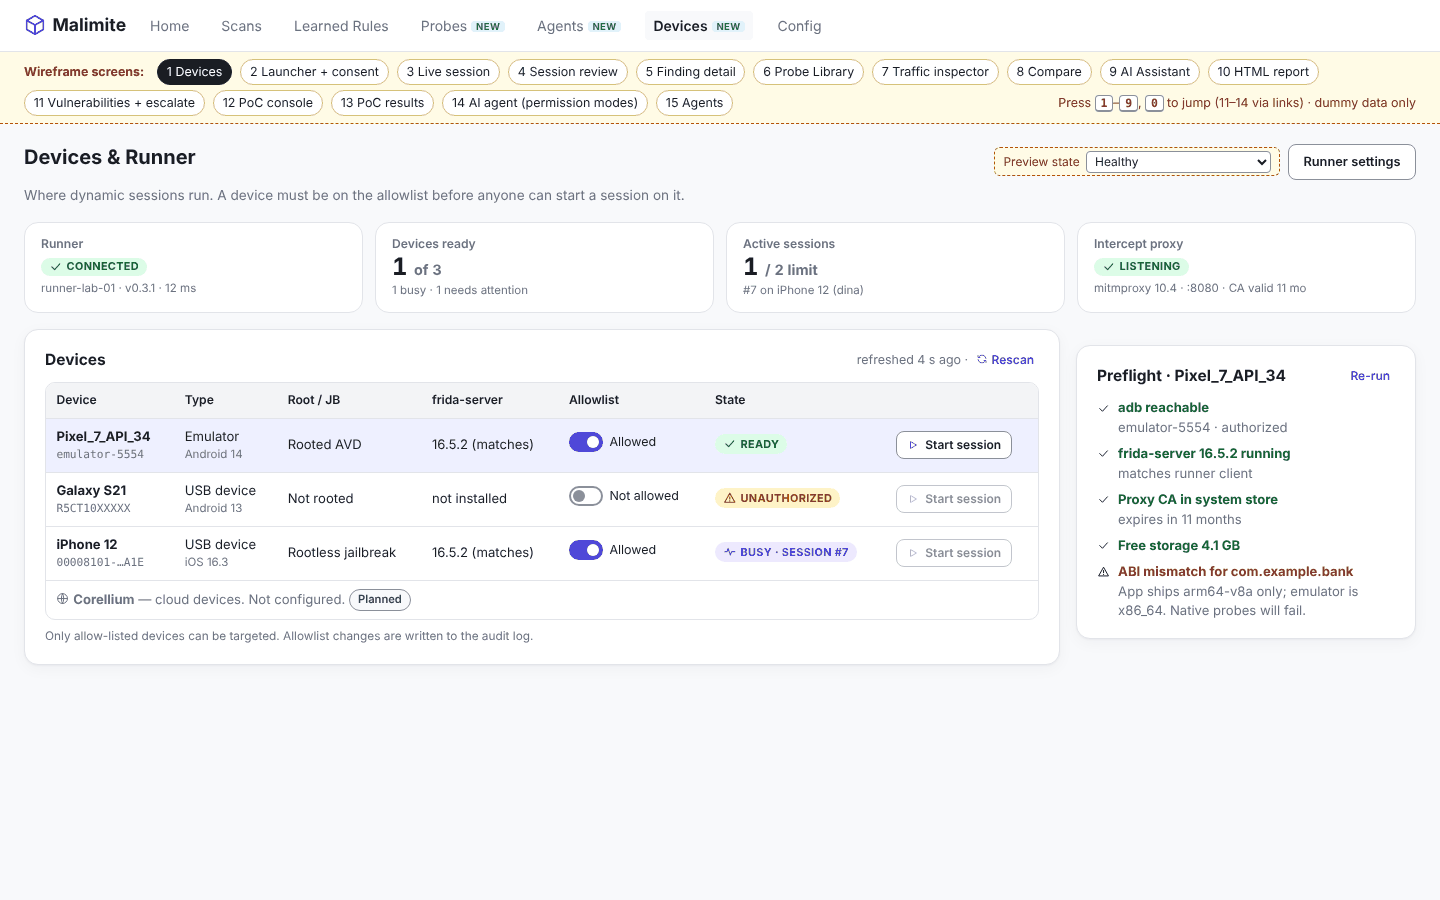 Malimite Home Scans Learned Rules Probes NEW Agents NEW Devices NEW Config
Wireframe screens: 1 Devices 2 Launcher + consent 3 Live session 4 Session review 5 Finding detail 6 Probe Library 7 Traffic inspector 8 Compare 9 AI Assistant 10 HTML report
11 Vulnerabilities + escalate 12 PoC console 13 PoC results 14 AI agent (permission modes) 15 Agents Press 1–9, 0 to jump (11–14 via links) · dummy data only
Devices & Runner Preview state Healthy Runner settings
Where dynamic sessions run. A device must be on the allowlist before anyone can start a session on it.
Runner
CONNECTED
runner-lab-01 · v0.3.1 · 12 ms
Devices ready
1 of 3
1 busy · 1 needs attention
Active sessions
1 / 2 limit
#7 on iPhone 12 (dina)
Intercept proxy
LISTENING
mitmproxy 10.4 · :8080 · CA valid 11 mo
Devices refreshed 4 s ago · Rescan
Device Type Root / JB frida-server Allowlist State
Pixel_7_API_34 Emulator Rooted AVD 16.5.2 (matches) Allowed READY Start session
emulator-5554 Android 14
Galaxy S21 USB device Not rooted not installed Not allowed UNAUTHORIZED Start session
R5CT10XXXXX Android 13
iPhone 12 USB device Rootless jailbreak 16.5.2 (matches) Allowed BUSY · SESSION #7 Start session
00008101-…A1E iOS 16.3
Corellium — cloud devices. Not configured. Planned
Only allow-listed devices can be targeted. Allowlist changes are written to the audit log.
Preflight · Pixel_7_API_34 Re-run
adb reachable
emulator-5554 · authorized
frida-server 16.5.2 running
matches runner client
Proxy CA in system store
expires in 11 months
Free storage 4.1 GB
ABI mismatch for com.example.bank
App ships arm64-v8a only; emulator is
x86_64. Native probes will fail.